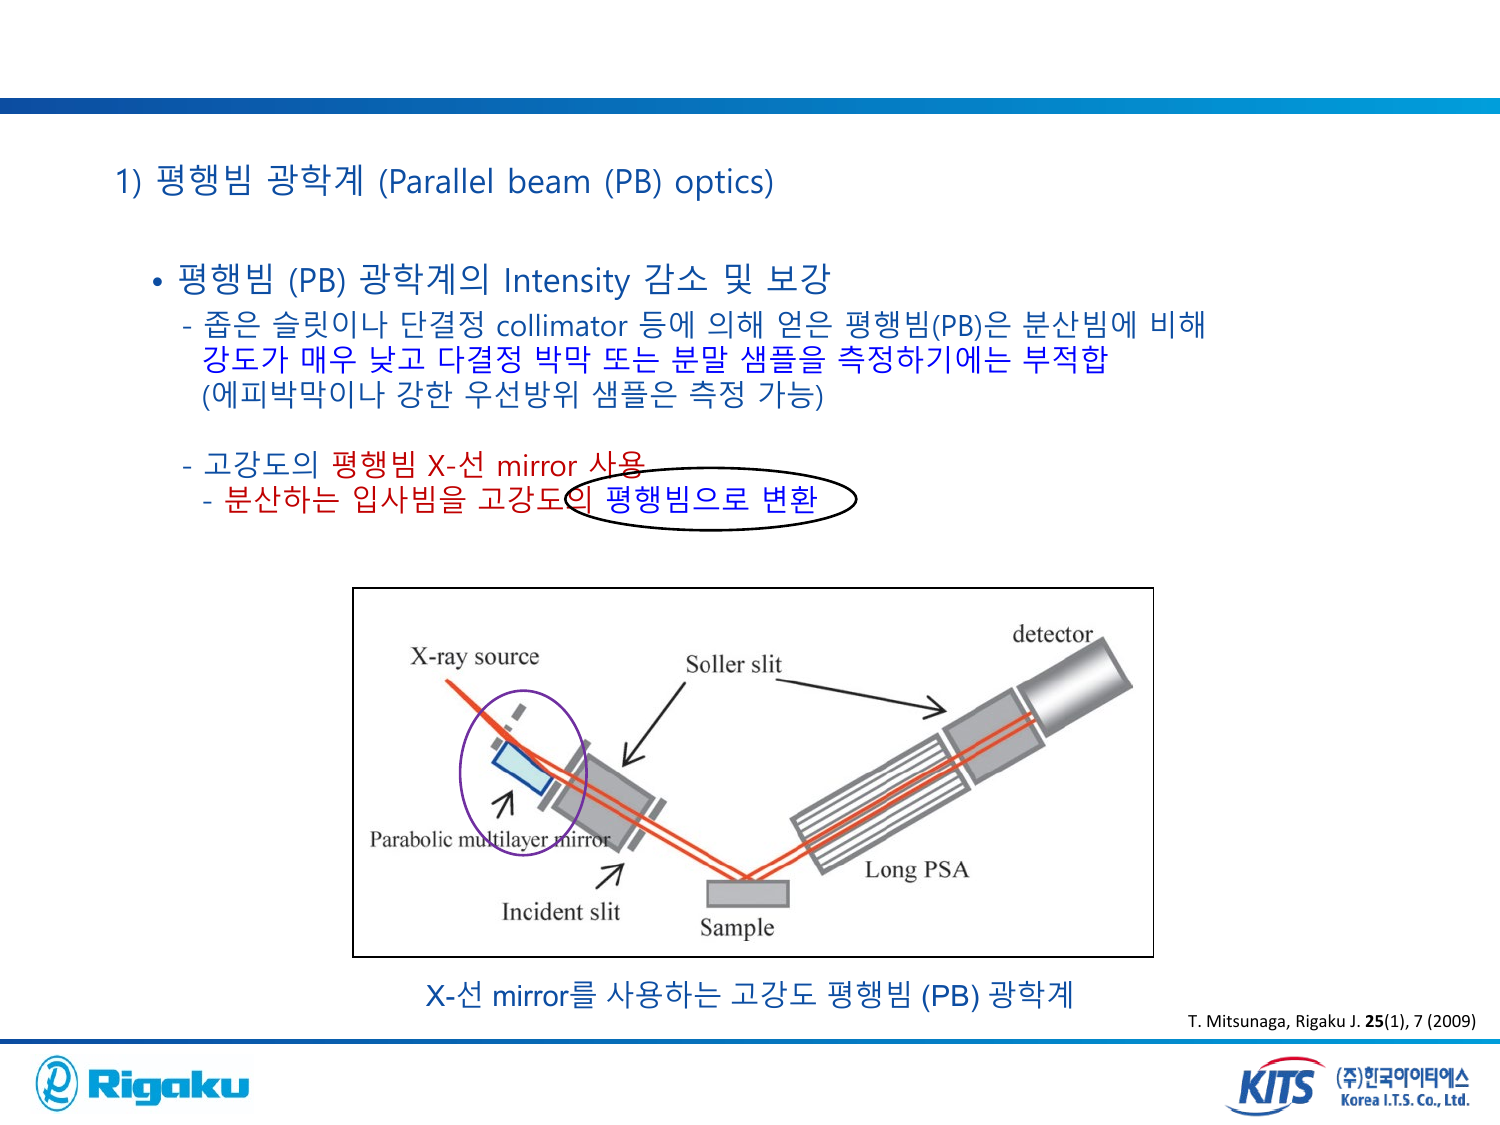 1) 평행빔 광학계 (Parallel beam (PB) optics)
• 평행빔 (PB) 광학계의 Intensity 감소 및 보강
- 좁은 슬릿이나 단결정 collimator 등에 의해 얻은 평행빔(PB)은 분산빔에 비해
강도가 매우 낮고 다결정 박막 또는 분말 샘플을 측정하기에는 부적합
(에피박막이나 강한 우선방위 샘플은 측정 가능)
- 고강도의 평행빔 X-선 mirror 사용
- 분산하는 입사빔을 고강도의 평행빔으로 변환
detector
X-ray source
Soller slit
Parabolic multilayer mirror
Long PSA
Incident slit
Sample
X-선 mirror를 사용하는 고강도 평행빔 (PB) 광학계
T. Mitsunaga, Rigaku J. 25(1), 7 (2009)
Rigaku
KITS
(주)한국아이티에스
Korea I.T.S. Co., Ltd.